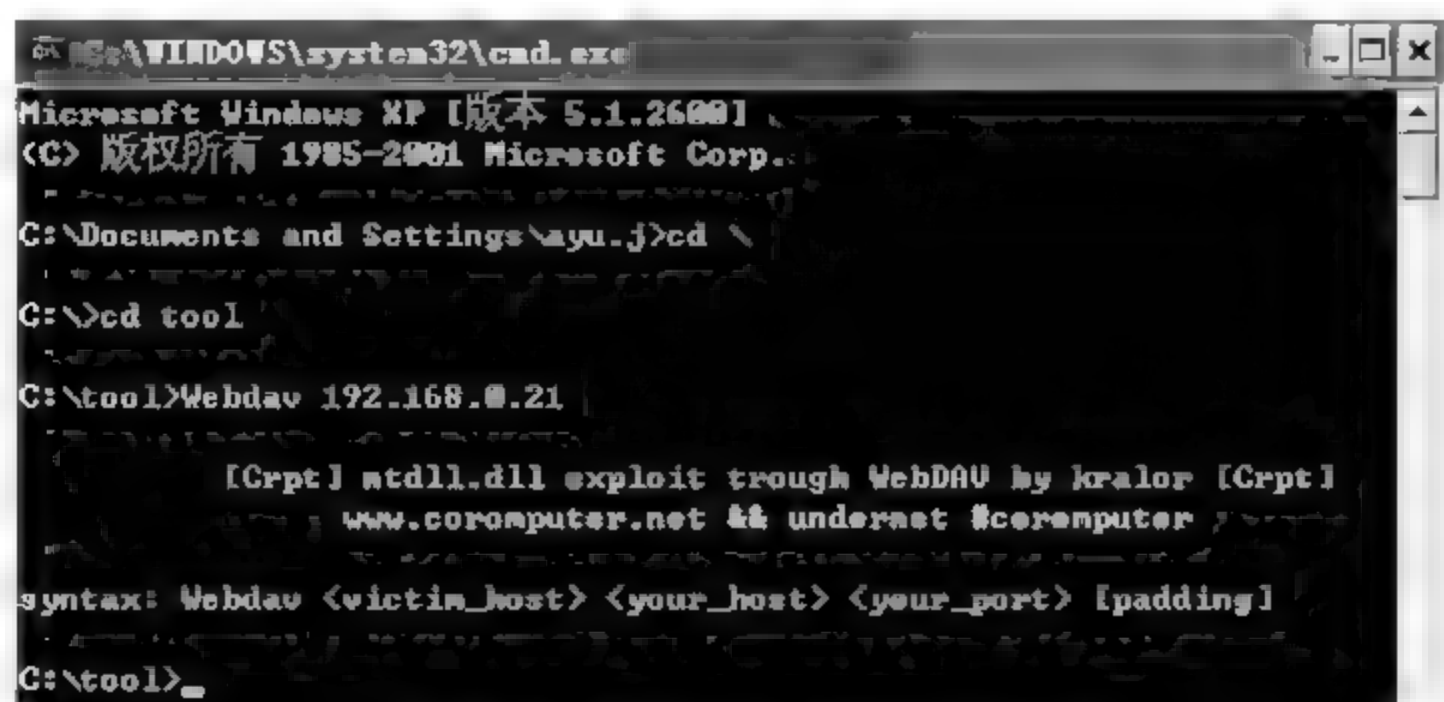 C:\WINDOWS\system32\cmd.exe
Microsoft Windows XP [版本 5.1.2600]
(C) 版权所有 1985-2001 Microsoft Corp.
C:\Documents and Settings\ayu.j>cd \
C:\>cd tool
C:\tool>Webdav 192.168.0.21
[Crpt] ntdll.dll exploit trough WebDAV by kralor [Crpt]
www.coromputer.net && undernet #coromputer
syntax: Webdav <victim_host> <your_host> <your_port> [padding]
C:\tool>_